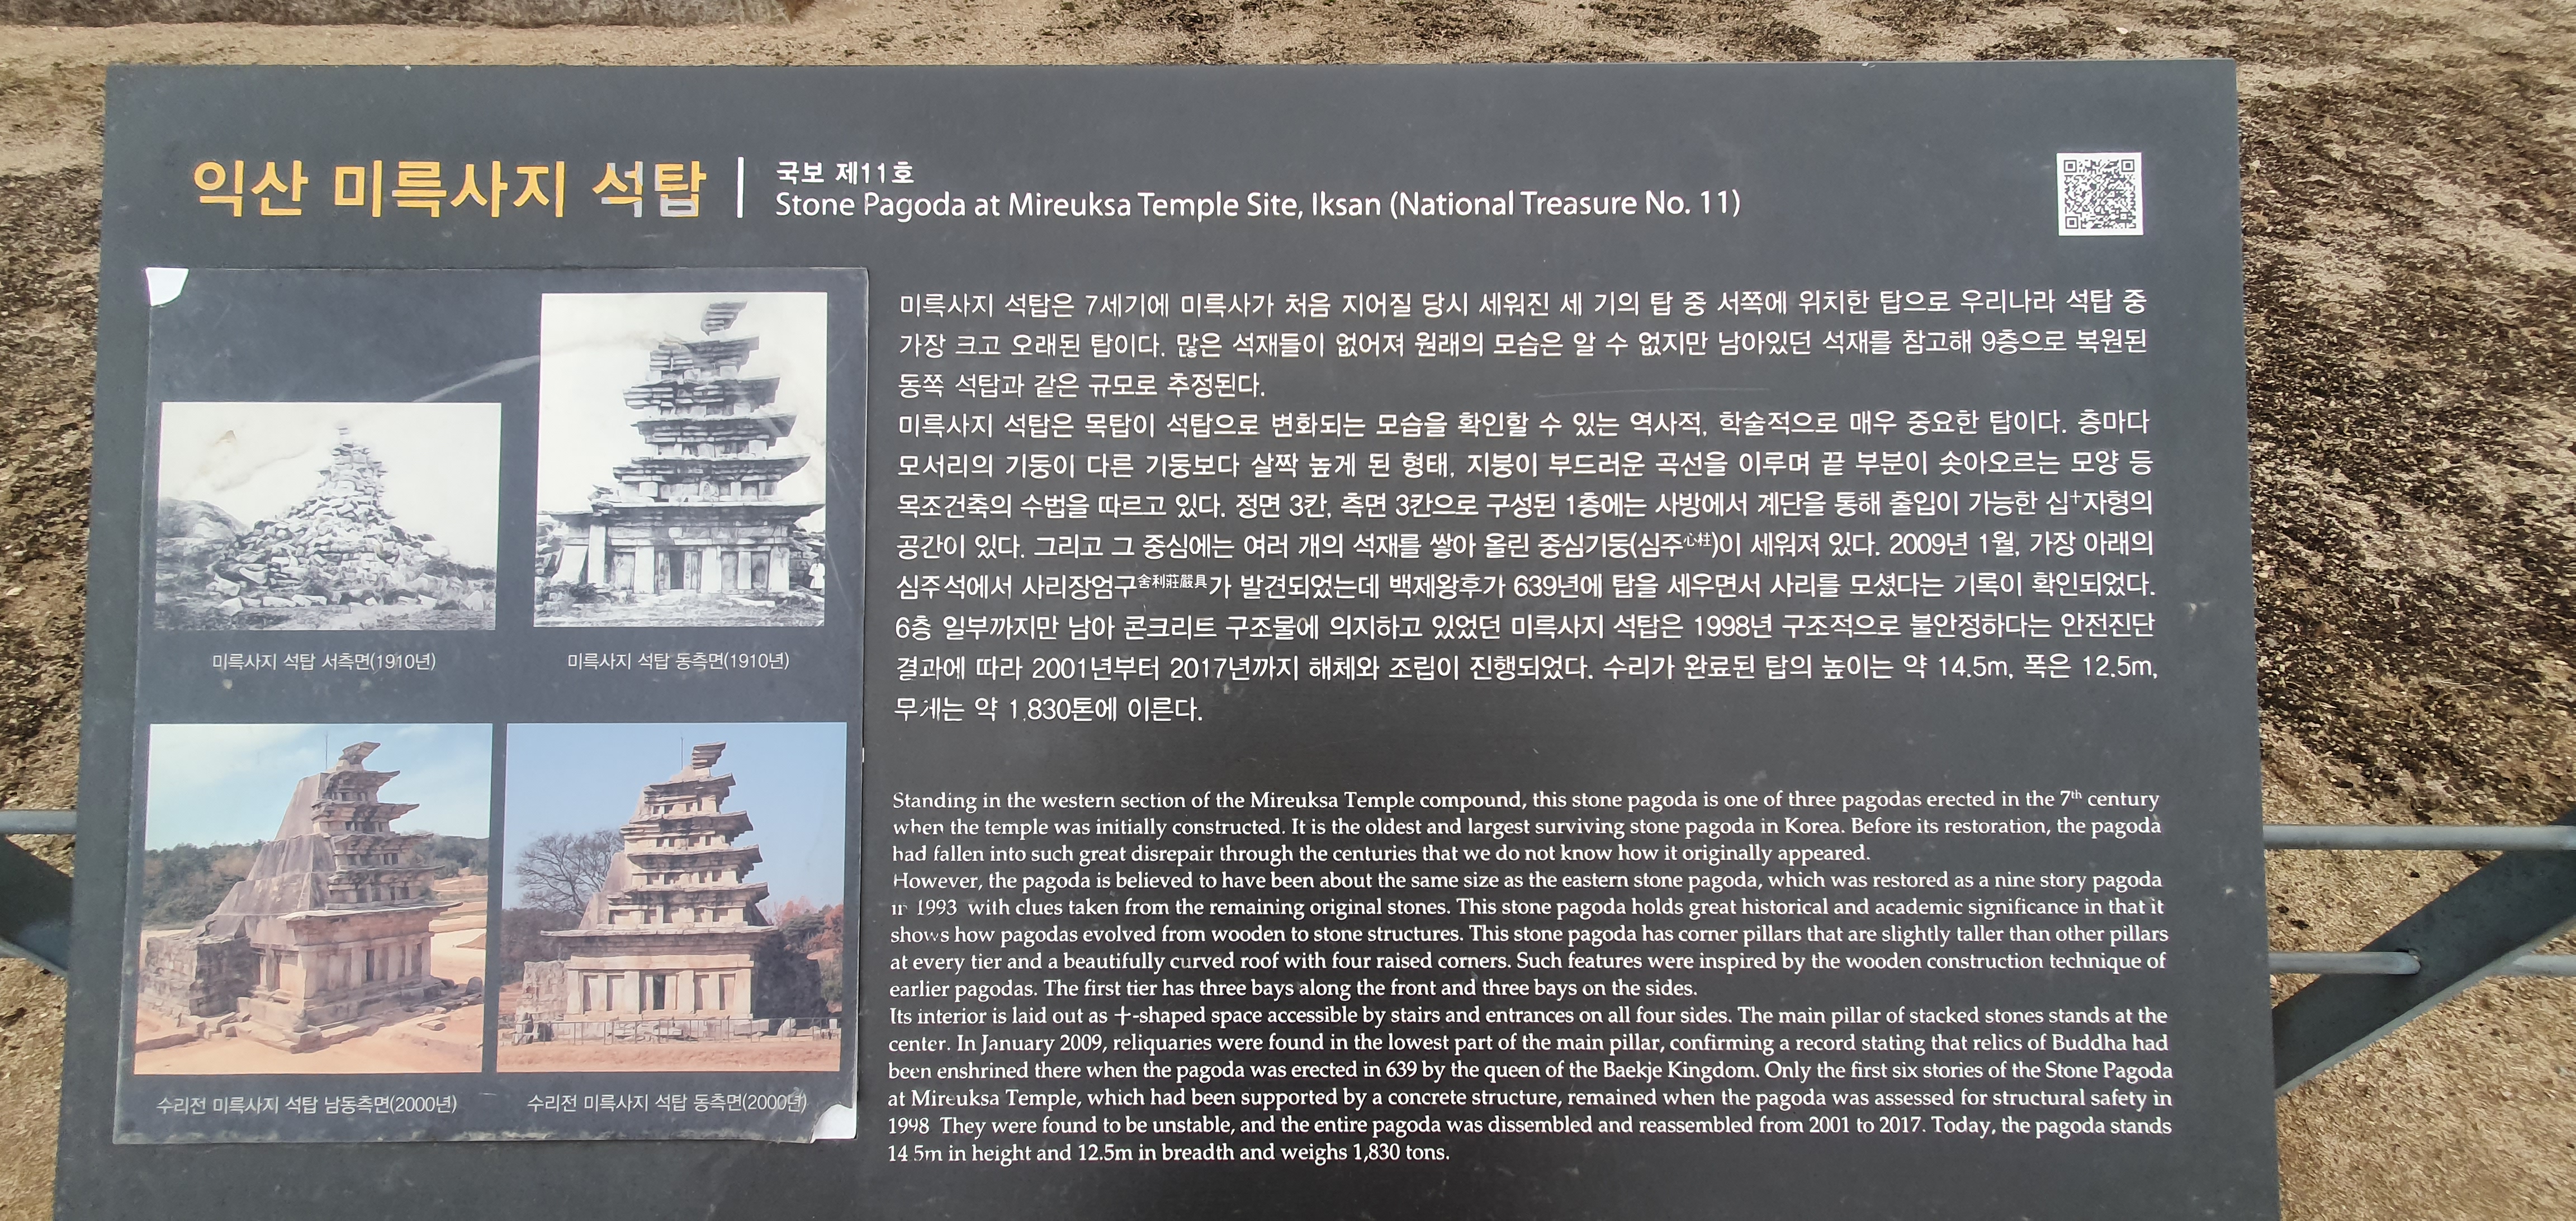 익산 미륵사지 석탑
국보 제11호
Stone Pagoda at Mireuksa Temple Site, Iksan (National Treasure No. 11)
미륵사지 석탑 서측면(1910년)
미륵사지 석탑 동측면(1910년)
수리전 미륵사지 석탑 남동측면(2000년)
수리전 미륵사지 석탑 동측면(2000년)
미륵사지 석탑은 7세기에 미륵사가 처음 지어질 당시 세워진 세 기의 탑 중 서쪽에 위치한 탑으로 우리나라 석탑 중
가장 크고 오래된 탑이다. 많은 석재들이 없어져 원래의 모습은 알 수 없지만 남아있던 석재를 참고해 9층으로 복원된
동쪽 석탑과 같은 규모로 추정된다.
미륵사지 석탑은 목탑이 석탑으로 변화되는 모습을 확인할 수 있는 역사적, 학술적으로 매우 중요한 탑이다. 층마다
모서리의 기둥이 다른 기둥보다 살짝 높게 된 형태, 지붕이 부드러운 곡선을 이루며 끝 부분이 솟아오르는 모양 등
목조건축의 수법을 따르고 있다. 정면 3칸, 측면 3칸으로 구성된 1층에는 사방에서 계단을 통해 출입이 가능한 십十자형의
공간이 있다. 그리고 그 중심에는 여러 개의 석재를 쌓아 올린 중심기둥(심주心柱)이 세워져 있다. 2009년 1월, 가장 아래의
심주석에서 사리장엄구舍利莊嚴具가 발견되었는데 백제왕후가 639년에 탑을 세우면서 사리를 모셨다는 기록이 확인되었다.
6층 일부까지만 남아 콘크리트 구조물에 의지하고 있었던 미륵사지 석탑은 1998년 구조적으로 불안정하다는 안전진단
결과에 따라 2001년부터 2017년까지 해체와 조립이 진행되었다. 수리가 완료된 탑의 높이는 약 14.5m, 폭은 12.5m,
무게는 약 1,830톤에 이른다.
Standing in the western section of the Mireuksa Temple compound, this stone pagoda is one of three pagodas erected in the 7th century
when the temple was initially constructed. It is the oldest and largest surviving stone pagoda in Korea. Before its restoration, the pagoda
had fallen into such great disrepair through the centuries that we do not know how it originally appeared.
However, the pagoda is believed to have been about the same size as the eastern stone pagoda, which was restored as a nine story pagoda
in 1993 with clues taken from the remaining original stones. This stone pagoda holds great historical and academic significance in that it
shows how pagodas evolved from wooden to stone structures. This stone pagoda has corner pillars that are slightly taller than other pillars
at every tier and a beautifully curved roof with four raised corners. Such features were inspired by the wooden construction technique of
earlier pagodas. The first tier has three bays along the front and three bays on the sides.
Its interior is laid out as 十-shaped space accessible by stairs and entrances on all four sides. The main pillar of stacked stones stands at the
center. In January 2009, reliquaries were found in the lowest part of the main pillar, confirming a record stating that relics of Buddha had
been enshrined there when the pagoda was erected in 639 by the queen of the Baekje Kingdom. Only the first six stories of the Stone Pagoda
at Mireuksa Temple, which had been supported by a concrete structure, remained when the pagoda was assessed for structural safety in
1998 They were found to be unstable, and the entire pagoda was dissembled and reassembled from 2001 to 2017. Today, the pagoda stands
14.5m in height and 12.5m in breadth and weighs 1,830 tons.